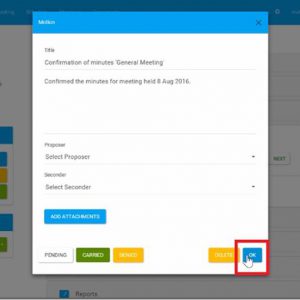 Motion
Title
Confirmation of minutes 'General Meeting'
Confirmed the minutes for meeting held 8 Aug 2016.
Proposer
Select Proposer
Seconder
Select Seconder
ADD ATTACHMENTS
PENDING CARRIED DENIED DELETE OK
NEXT
Reports